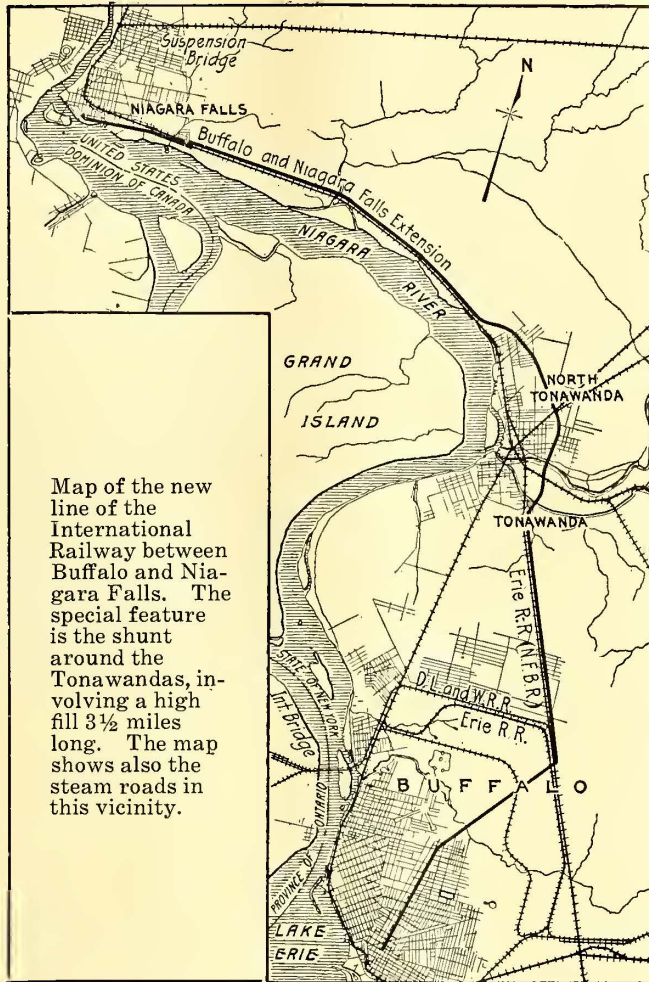 Suspension
Bridge
N
NIAGARA FALLS
Buffalo and Niagara Falls Extension
UNITED STATES
DOMINION OF CANADA
NIAGARA
RIVER
GRAND
ISLAND
NORTH
TONAWANDA
TONAWANDA
Map of the new
line of the
International
Railway between
Buffalo and Nia-
gara Falls. The
special feature
is the shunt
around the
Tonawandas, in-
volving a high
fill 3½ miles
long. The map
shows also the
steam roads in
this vicinity.
Erie R.R.(N.F.B.R)
D.L. and W.R.R.
Erie R.R.
STATE OF NEW YORK
Int. Bridge
BUFFALO
PROVINCE OF
ONTARIO
LAKE
ERIE